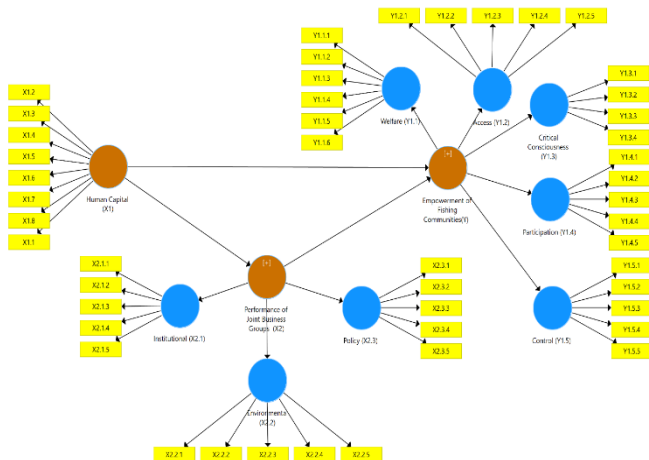 Y1.2.1
Y1.2.2
Y1.2.3
Y1.2.4
Y1.2.5
Y1.1.1
Y1.1.2
Y1.1.3
Y1.1.4
Y1.1.5
Y1.1.6
Welfare (Y1.1)
Access (Y1.2)
Y1.3.1
Y1.3.2
Y1.3.3
Y1.3.4
Critical
Conciousness
(Y1.3)
X1.2
X1.3
X1.4
X1.5
X1.6
X1.7
X1.8
X1.1
Human Capital
(X1)
[+]
Empowerment of
Fishing
Communities(Y)
Y1.4.1
Y1.4.2
Y1.4.3
Y1.4.4
Y1.4.5
Participation (Y1.4)
X2.1.1
X2.1.2
X2.1.3
X2.1.4
X2.1.5
Institutional (X2.1)
[+]
Performance of
Joint Business
Groups (X2)
X2.3.1
X2.3.2
X2.3.3
X2.3.4
X2.3.5
Policy (X2.3)
Y1.5.1
Y1.5.2
Y1.5.3
Y1.5.4
Y1.5.5
Control (Y1.5)
Environmenta
(X2.2)
X2.2.1
X2.2.2
X2.2.3
X2.2.4
X2.2.5